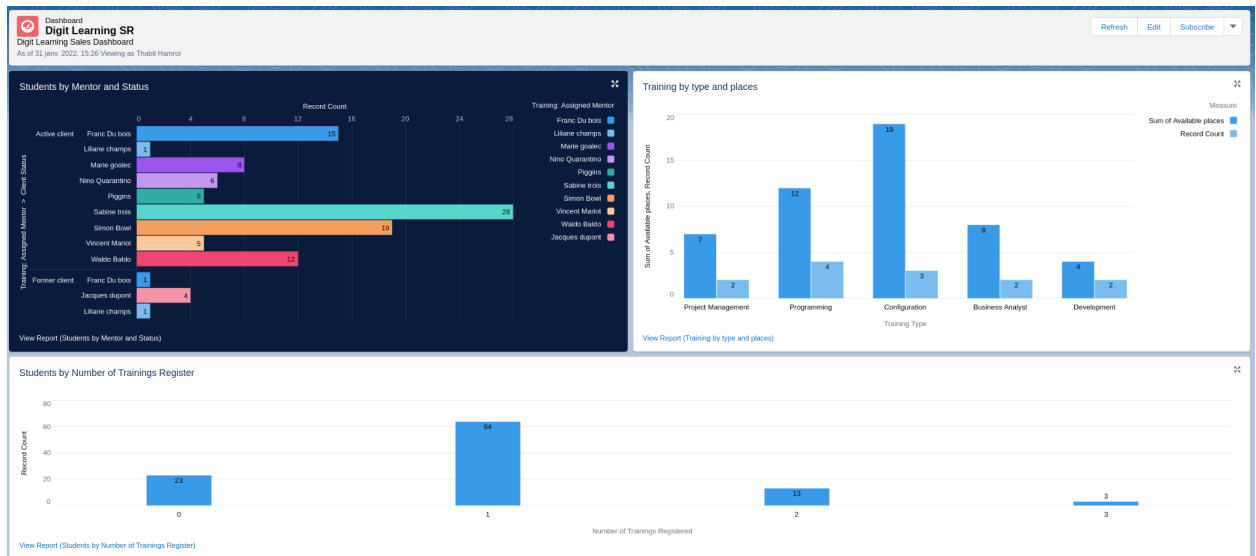 Dashboard
Digit Learning SR
Digit Learning Sales Dashboard
As of 31 janv. 2022, 15:26·Viewing as Thabit Hamror
Refresh
Edit
Subscribe
Students by Mentor and Status
Record Count
0 4 8 12 16 20 24 28
Training: Assigned Mentor > Client Status
Active client
Franc Du bois 15
Liliane champs 1
Marie goalec 8
Nino Quarantino 6
Piggins 5
Sabine trois 28
Simon Bowl 19
Vincent Mariot 5
Waldo Baldo 12
Former client
Franc Du bois 1
Jacques dupont 4
Liliane champs 1
Training: Assigned Mentor
Franc Du bois
Liliane champs
Marie goalec
Nino Quarantino
Piggins
Sabine trois
Simon Bowl
Vincent Mariot
Waldo Baldo
Jacques dupont
View Report (Students by Mentor and Status)
Training by type and places
Measure
Sum of Available places
Record Count
Sum of Available places, Record Count
20
15
10
5
0
7 2
12 4
19 3
8 2
4 2
Project Management
Programming
Configuration
Business Analyst
Development
Training Type
View Report (Training by type and places)
Students by Number of Trainings Register
Record Count
80
60
40
20
0
23
64
13
3
0 1 2 3
Number of Trainings Registered
View Report (Students by Number of Trainings Register)